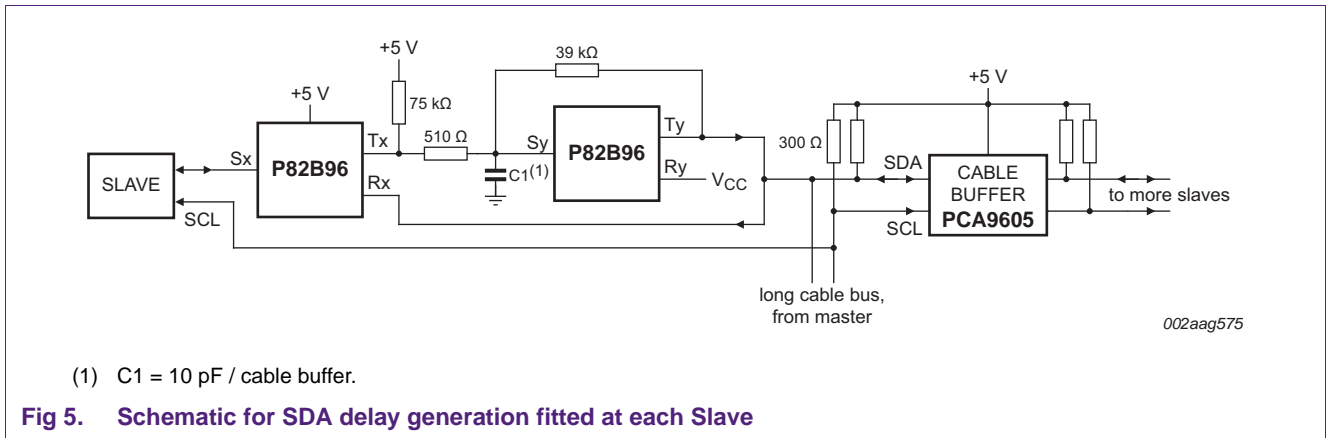 +5 V
39 kΩ
+5 V
+5 V
75 kΩ
510 Ω
Tx
Sx
P82B96
Rx
SLAVE
SCL
Sy
C1(1)
P82B96
Ty
Ry
VCC
300 Ω
SDA
SCL
CABLE
BUFFER
PCA9605
to more slaves
long cable bus,
from master
002aag575
(1) C1 = 10 pF / cable buffer.
Fig 5. Schematic for SDA delay generation fitted at each Slave